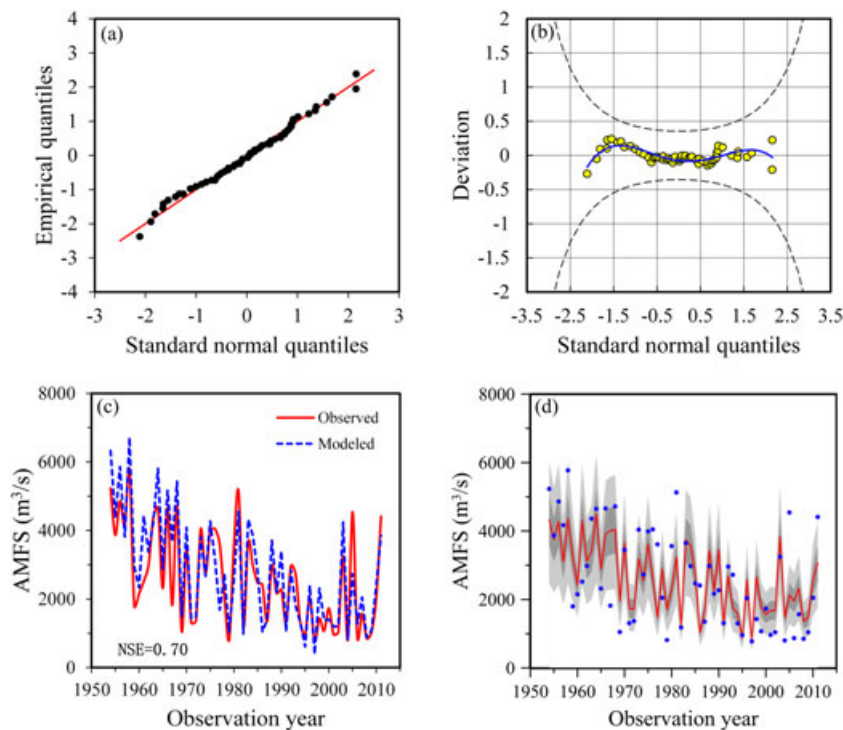 (a)
4
3
2
1
0
-1
-2
-3
-4
Empirical quantiles
-3 -2 -1 0 1 2 3
Standard normal quantiles
(b)
2
1.5
1
0.5
0
-0.5
-1
-1.5
-2
Deviation
-3.5 -2.5 -1.5 -0.5 0.5 1.5 2.5 3.5
Standard normal quantiles
(c)
8000
6000
4000
2000
0
AMFS (m³/s)
Observed
Modeled
NSE=0.70
1950 1960 1970 1980 1990 2000 2010
Observation year
(d)
8000
6000
4000
2000
0
AMFS (m³/s)
1950 1960 1970 1980 1990 2000 2010
Observation year